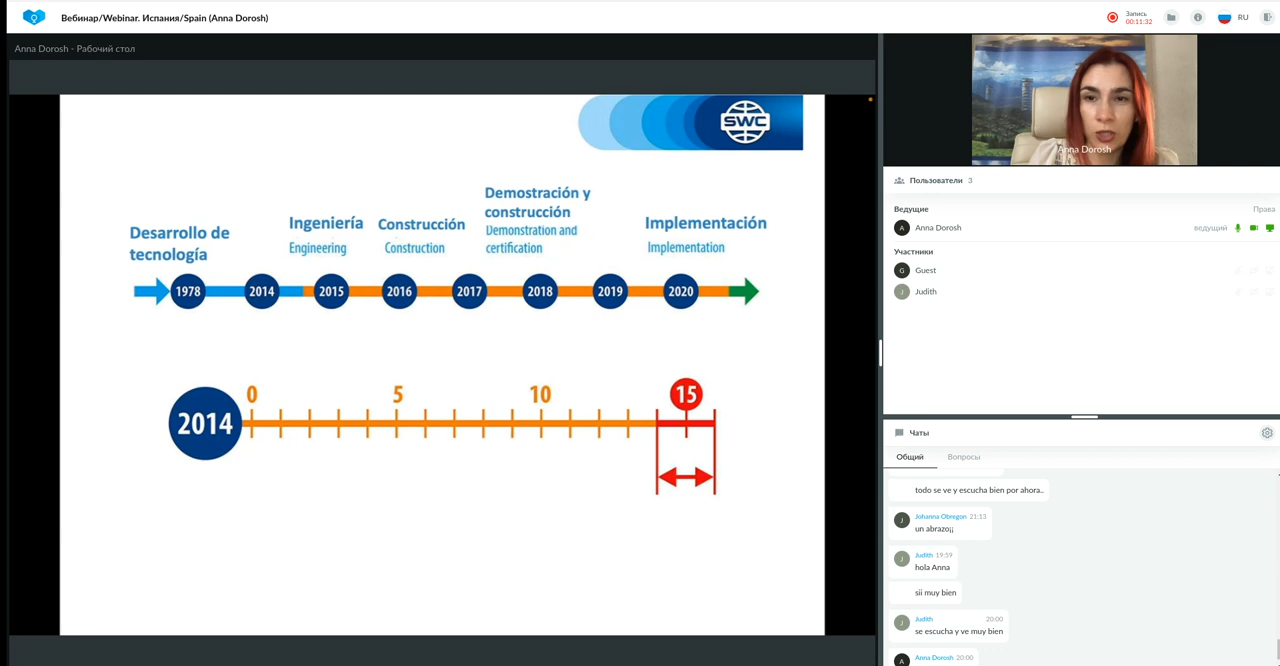 Вебинар/Webinar. Испания/Spain (Anna Dorosh)
Запись
00:11:32
RU
Anna Dorosh - Рабочий стол
SWC
Desarrollo de
tecnología
Ingeniería
Engineering
Construcción
Construction
Demostración y
construcción
Demonstration and
certification
Implementación
Implementation
1978
2014
2015
2016
2017
2018
2019
2020
0
5
10
15
2014
Anna Dorosh
Пользователи 3
Ведущие
Права
A
Anna Dorosh
ведущий
Участники
G
Guest
J
Judith
Чаты
Общий
Вопросы
todo se ve y escucha bien por ahora..
J
Johanna Obregon 21:13
un abrazo¡¡
J
Judith 19:59
hola Anna
sii muy bien
J
Judith 20:00
se escucha y ve muy bien
A
Anna Dorosh 20:00